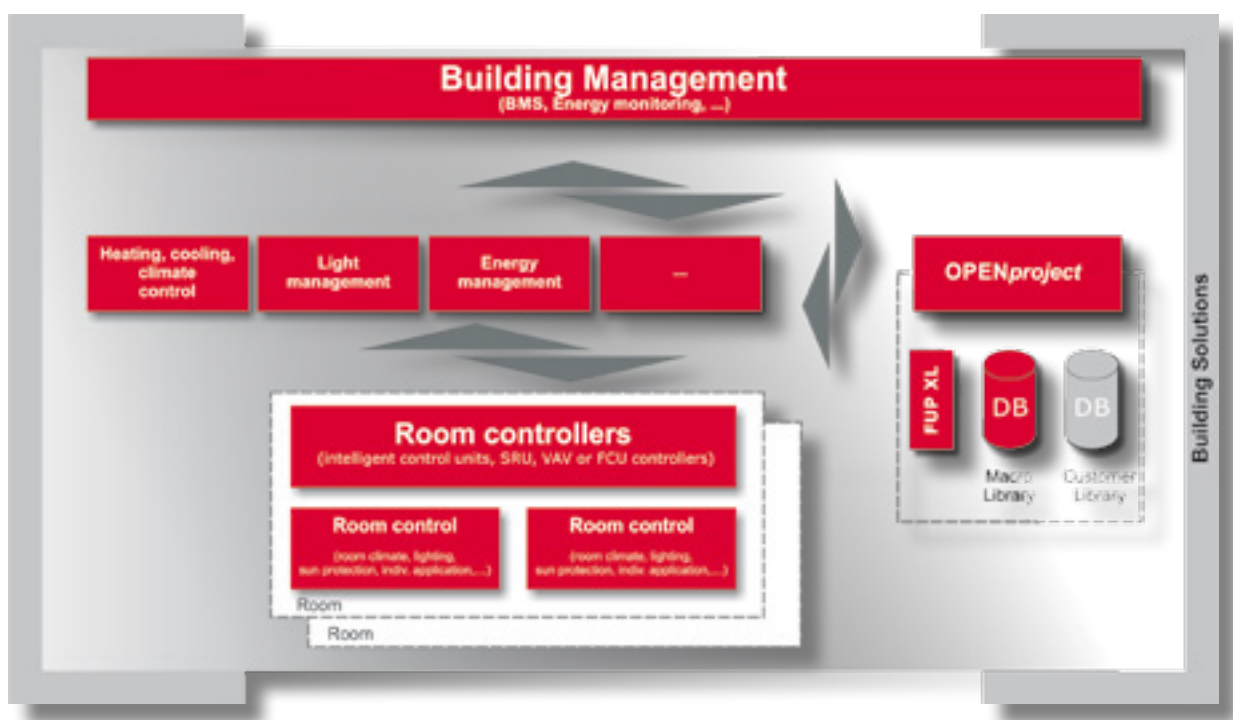 Building Management
(BMS, Energy monitoring, ...)
Heating, cooling,
climate
control
Light
management
Energy
management
...
OPENproject
FUP XL
DB
DB
Macro
Library
Customer
Library
Room controllers
(intelligent control units, SRU, VAV or FCU controllers)
Room control
(room climate, lighting,
sun protection, indiv. application,...)
Room control
(room climate, lighting,
sun protection, indiv. application,...)
Room
Room
Building Solutions